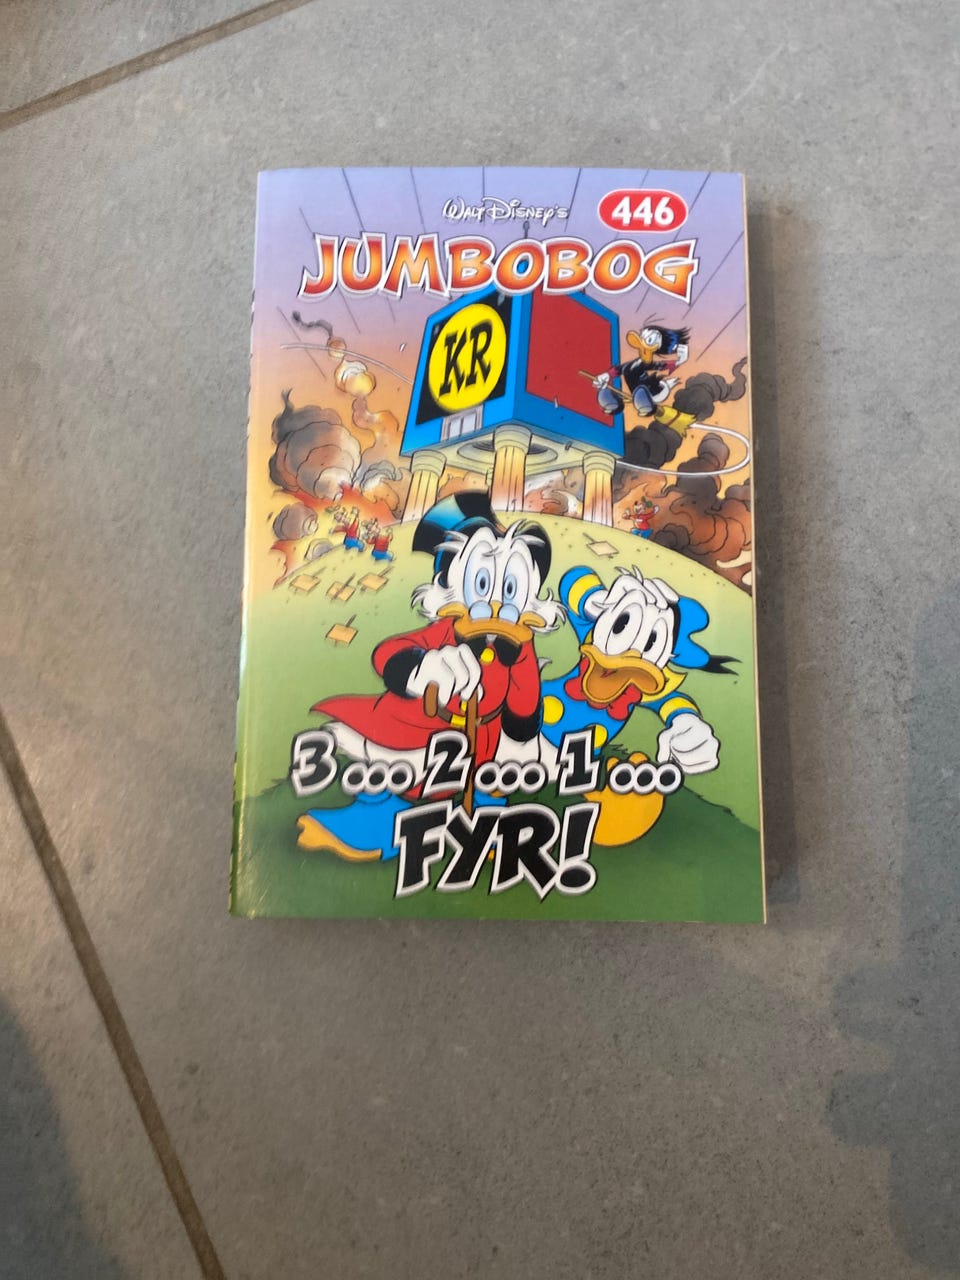 Walt Disney's
446
JUMBOBOG
KR
3... 2... 1...
FYR!